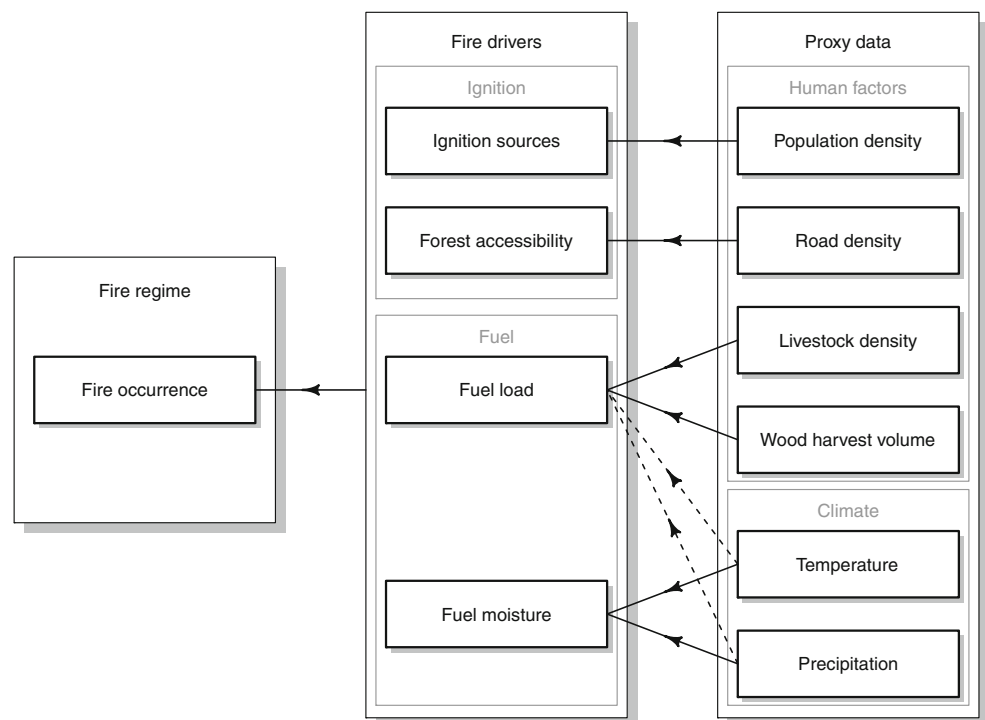 Fire regime
Fire occurrence
Fire drivers
Ignition
Ignition sources
Forest accessibility
Fuel
Fuel load
Fuel moisture
Proxy data
Human factors
Population density
Road density
Livestock density
Wood harvest volume
Climate
Temperature
Precipitation